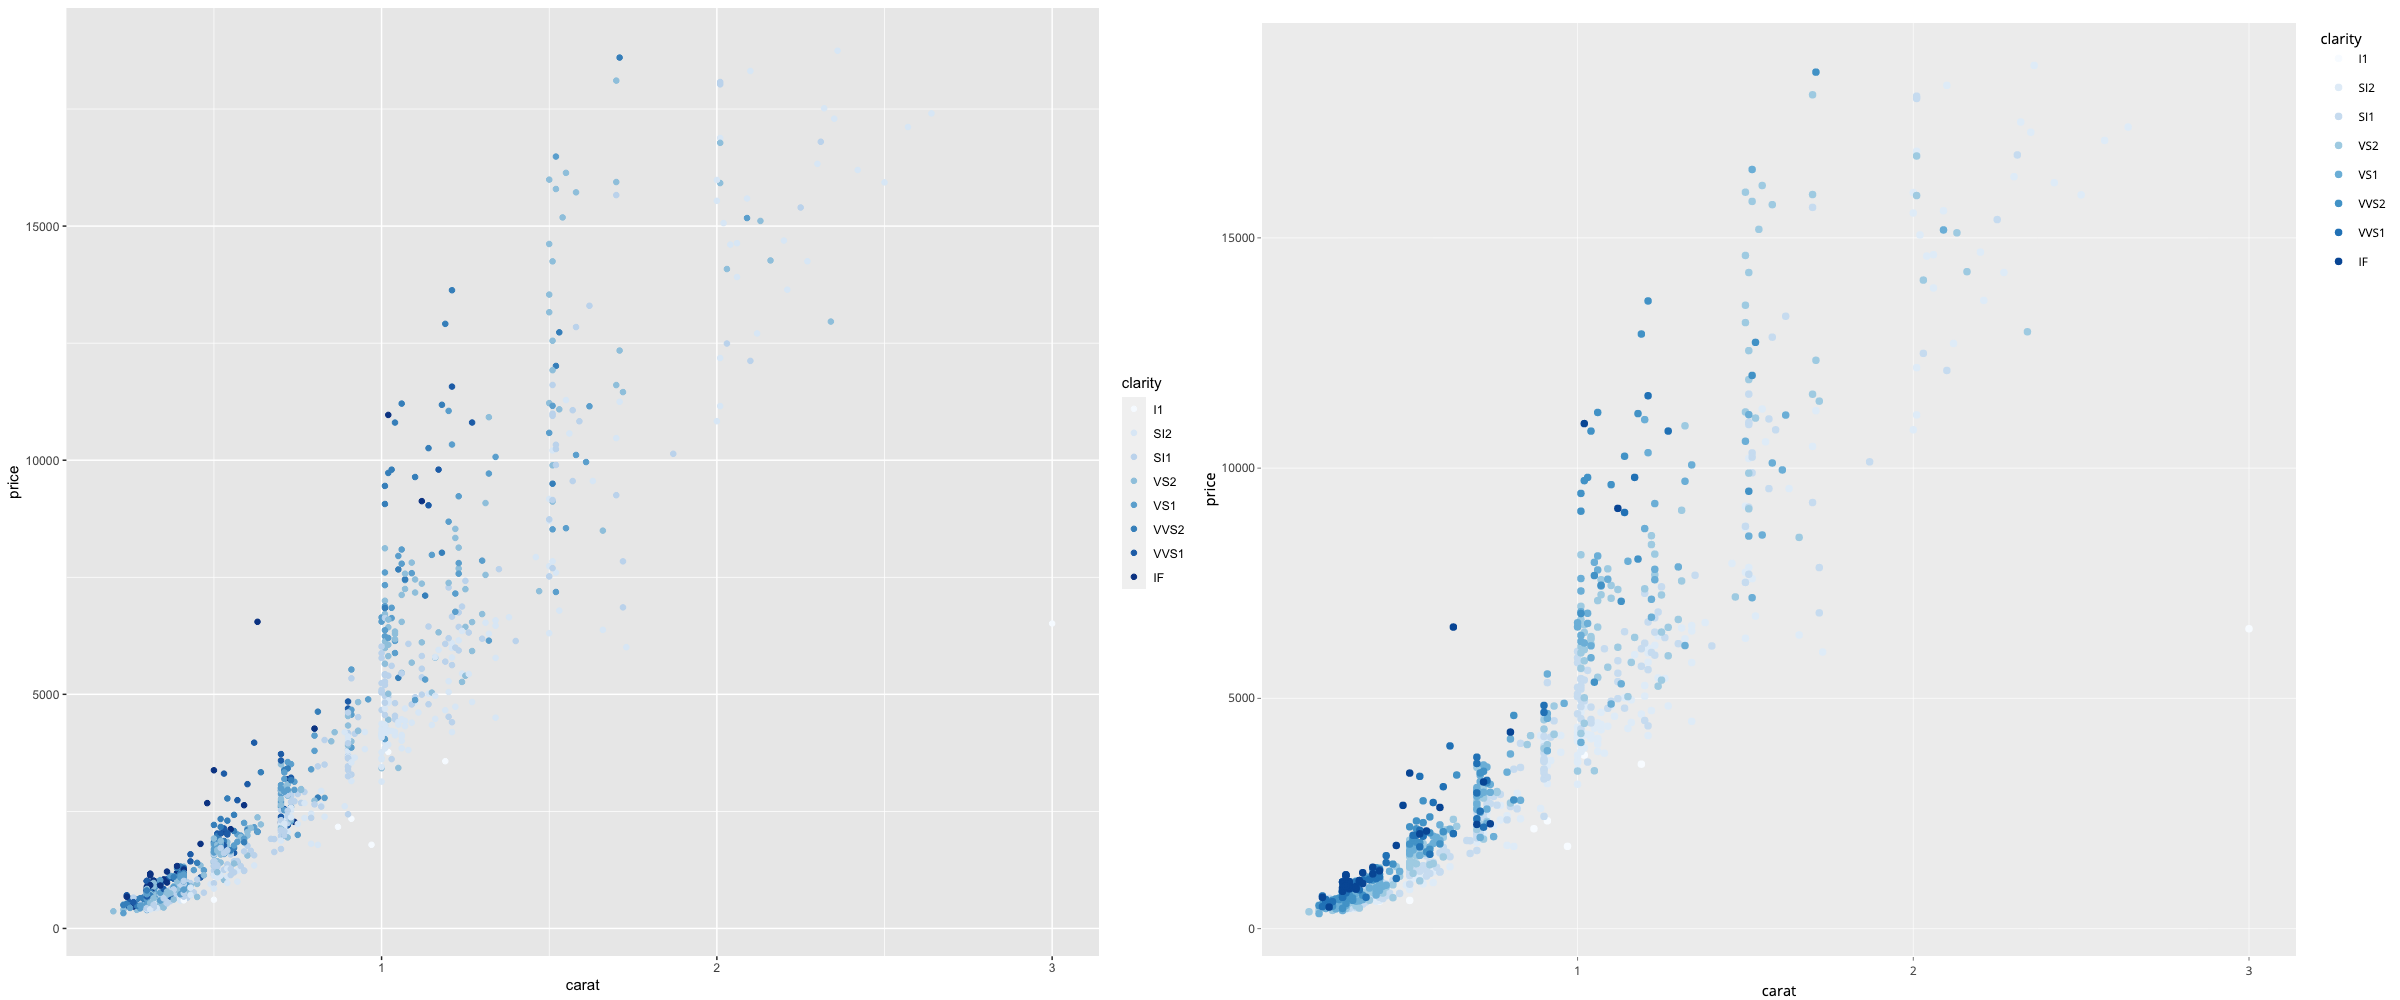 15000
10000
5000
0
price
1
2
3
carat
clarity
I1
SI2
SI1
VS2
VS1
VVS2
VVS1
IF
15000
10000
5000
0
price
1
2
3
carat
clarity
I1
SI2
SI1
VS2
VS1
VVS2
VVS1
IF